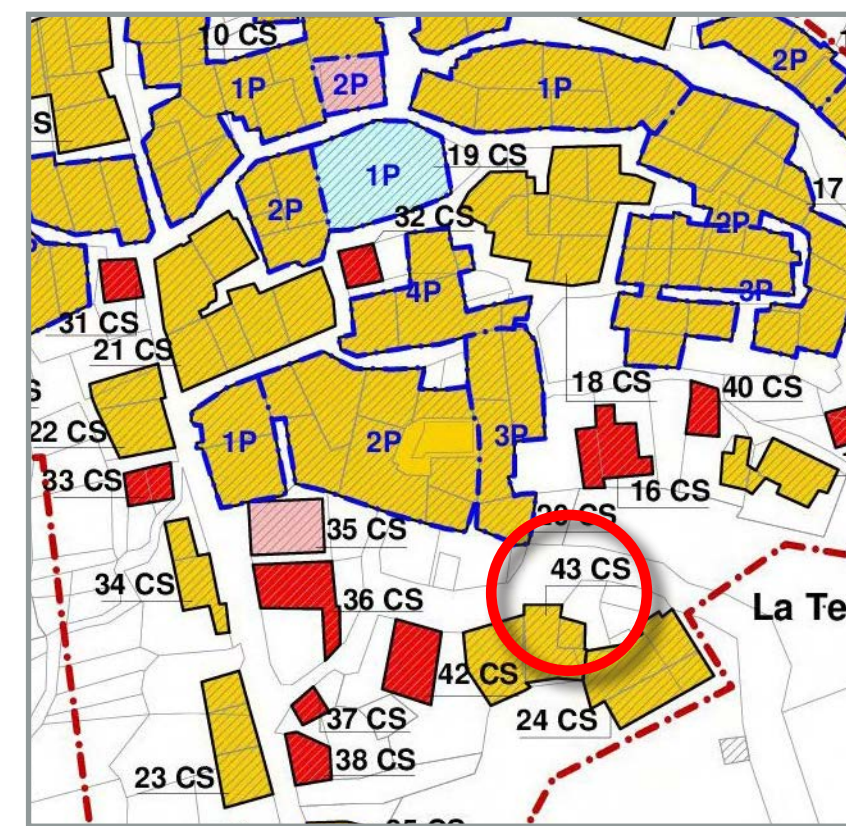 10 CS
1P
2P
1P
2P
S
19 CS
1P
17
2P
32 CS
2P
4P
3P
31 CS
21 CS
18 CS
40 CS
22 CS
1P
2P
3P
33 CS
16 CS
35 CS
20 CS
43 CS
34 CS
36 CS
La Te
42 CS
37 CS
24 CS
38 CS
23 CS